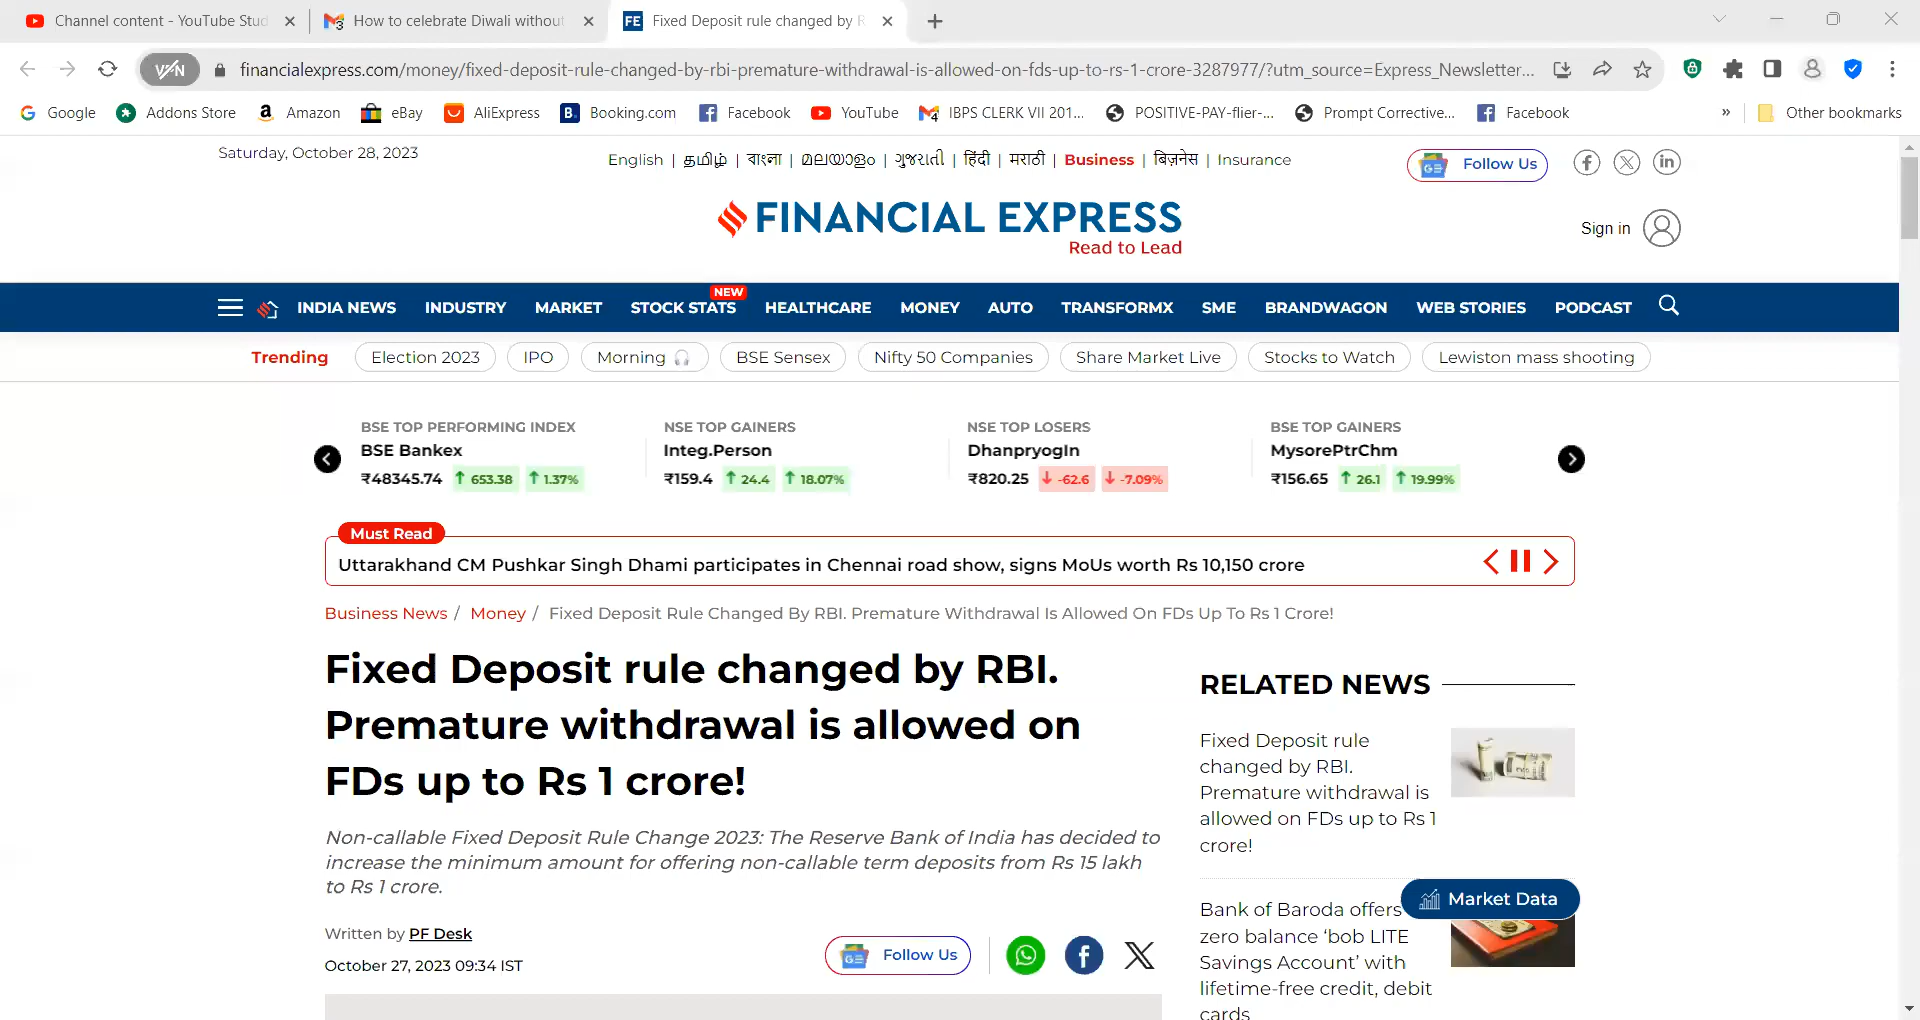 Channel content - YouTube Stud
How to celebrate Diwali without
FE Fixed Deposit rule changed by R
VPN financialexpress.com/money/fixed-deposit-rule-changed-by-rbi-premature-withdrawal-is-allowed-on-fds-up-to-rs-1-crore-3287977/?utm_source=Express_Newsletter...
Google Addons Store Amazon eBay AliExpress Booking.com Facebook YouTube IBPS CLERK VII 201... POSITIVE-PAY-flier-... Prompt Corrective... Facebook » Other bookmarks
Saturday, October 28, 2023
English | தமிழ் | বাংলা | മലയാളം | ગુજરાતી | हिंदी | मराठी | Business | बिज़नेस | Insurance
Follow Us
FINANCIAL EXPRESS
Read to Lead
Sign in
NEW
INDIA NEWS INDUSTRY MARKET STOCK STATS HEALTHCARE MONEY AUTO TRANSFORMX SME BRANDWAGON WEB STORIES PODCAST
Trending Election 2023 IPO Morning 🎧 BSE Sensex Nifty 50 Companies Share Market Live Stocks to Watch Lewiston mass shooting
BSE TOP PERFORMING INDEX
BSE Bankex
₹48345.74 ↑ 653.38 ↑ 1.37%
NSE TOP GAINERS
Integ.Person
₹159.4 ↑ 24.4 ↑ 18.07%
NSE TOP LOSERS
DhanpryogIn
₹820.25 ↓ -62.6 ↓ -7.09%
BSE TOP GAINERS
MysorePtrChm
₹156.65 ↑ 26.1 ↑ 19.99%
Must Read
Uttarakhand CM Pushkar Singh Dhami participates in Chennai road show, signs MoUs worth Rs 10,150 crore
Business News / Money / Fixed Deposit Rule Changed By RBI. Premature Withdrawal Is Allowed On FDs Up To Rs 1 Crore!
Fixed Deposit rule changed by RBI.
Premature withdrawal is allowed on
FDs up to Rs 1 crore!
Non-callable Fixed Deposit Rule Change 2023: The Reserve Bank of India has decided to
increase the minimum amount for offering non-callable term deposits from Rs 15 lakh
to Rs 1 crore.
Written by PF Desk
October 27, 2023 09:34 IST
Follow Us
RELATED NEWS
Fixed Deposit rule
changed by RBI.
Premature withdrawal is
allowed on FDs up to Rs 1
crore!
Market Data
Bank of Baroda offers
zero balance ‘bob LITE
Savings Account’ with
lifetime-free credit, debit
cards